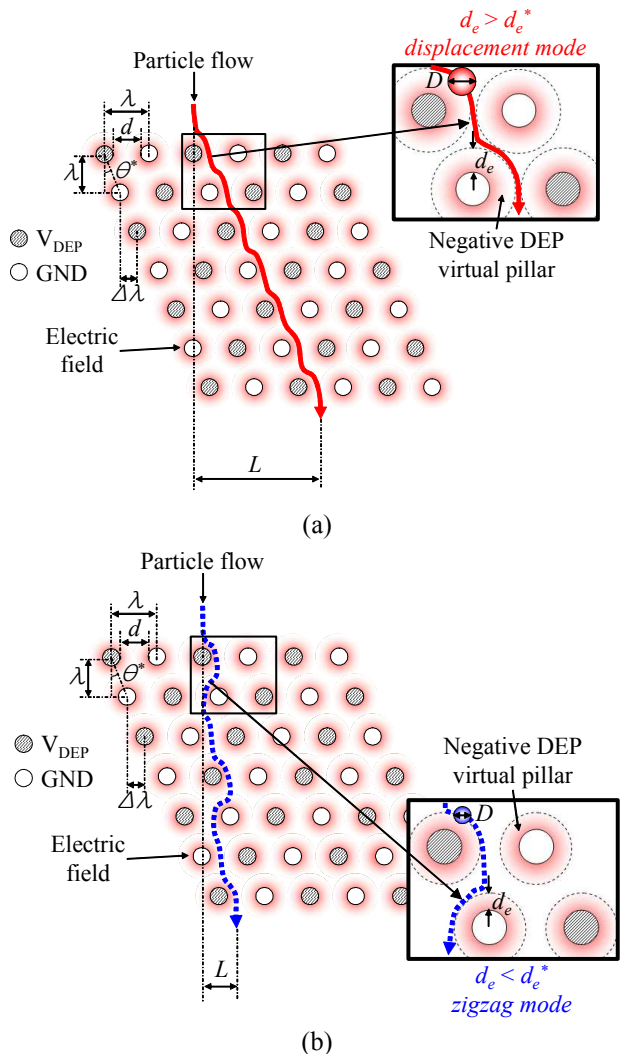 d_e > d_e^*
displacement mode
Particle flow
λ
D
d
λ
θ*
d_e
V_DEP
GND
Negative DEP
virtual pillar
Δλ
Electric
field
L
(a)
Particle flow
λ
d
λ
θ*
V_DEP
GND
Negative DEP
virtual pillar
Δλ
D
Electric
field
d_e
L
d_e < d_e^*
zigzag mode
(b)